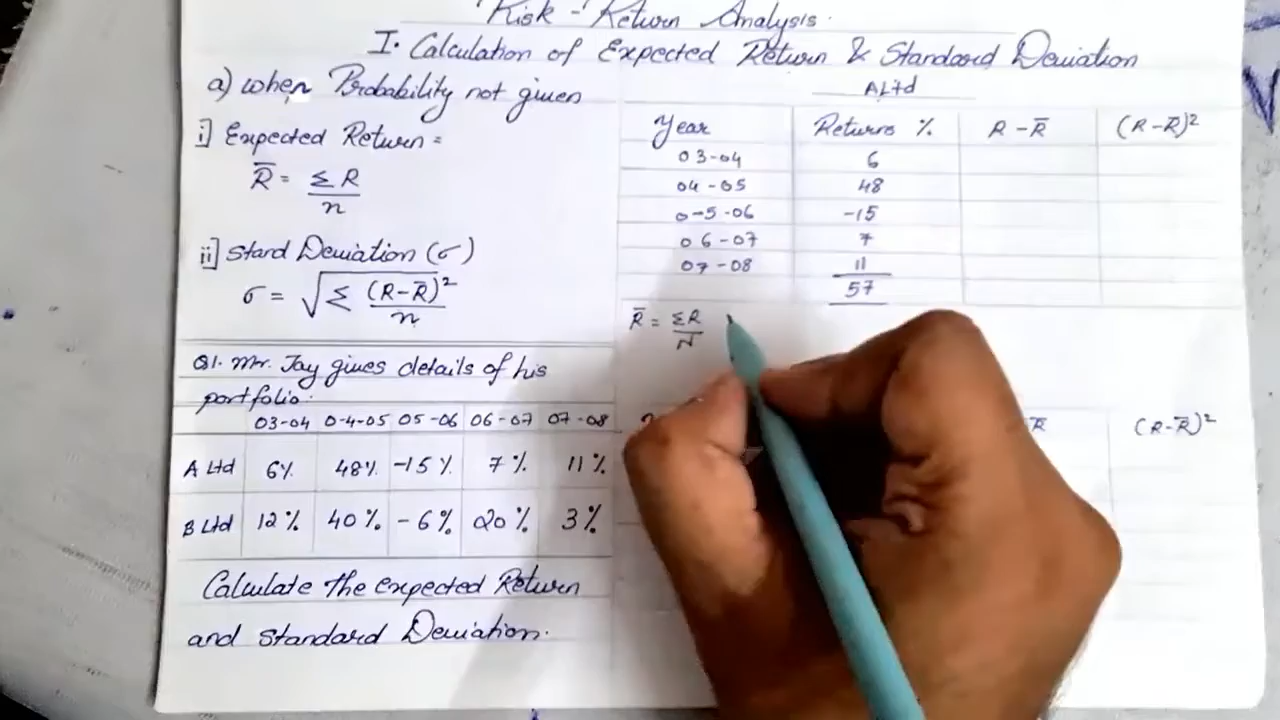 Risk - Return Analysis.
I. Calculation of Expected Return & Standard Deviation
a) when Probability not given
i] Expected Return =
R̅ = Σ R
n
ii] Stard Deviation (σ)
σ = √Σ (R-R̅)²
n
Q1. Mr. Jay gives details of his
portfolio.
03-04 0-4-05 05-06 06-07 07-08
A Ltd 6% 48% -15% 7% 11%
B Ltd 12% 40% -6% 20% 3%
Calculate the expected Return
and standard Deviation.
A Ltd
Year Returns % R-R̅ (R-R̅)²
03-04 6
04-05 48
0-5-06 -15
06-07 7
07-08 11
57
R̅ = ΣR
N
R̅ (R-R̅)²